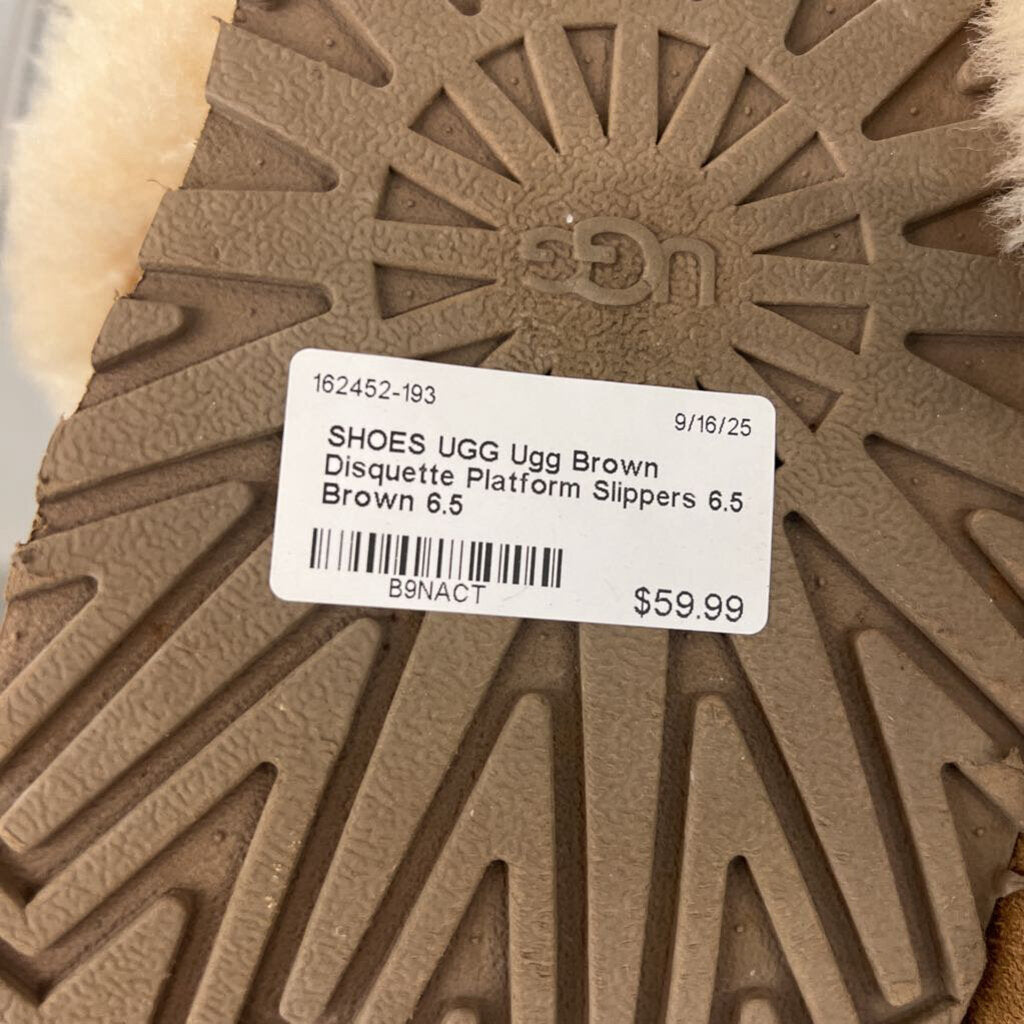 UGG
162452-193
9/16/25
SHOES UGG Ugg Brown
Disquette Platform Slippers 6.5
Brown 6.5
B9NACT
$59.99